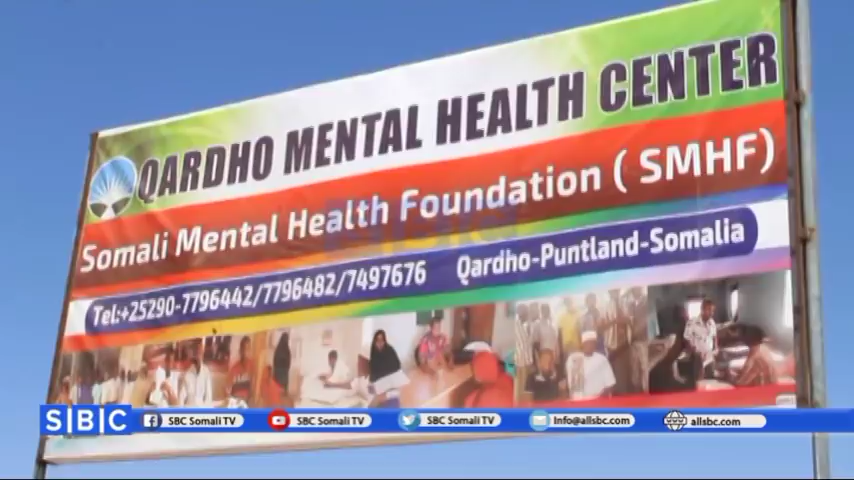 QARDHO MENTAL HEALTH CENTER
Somali Mental Health Foundation ( SMHF)
Tel:+25290-7796442/7796482/7497676 Qardho-Puntland-Somalia
SBC SBC Somali TV SBC Somali TV SBC Somali TV Info@allsbc.com allsbc.com